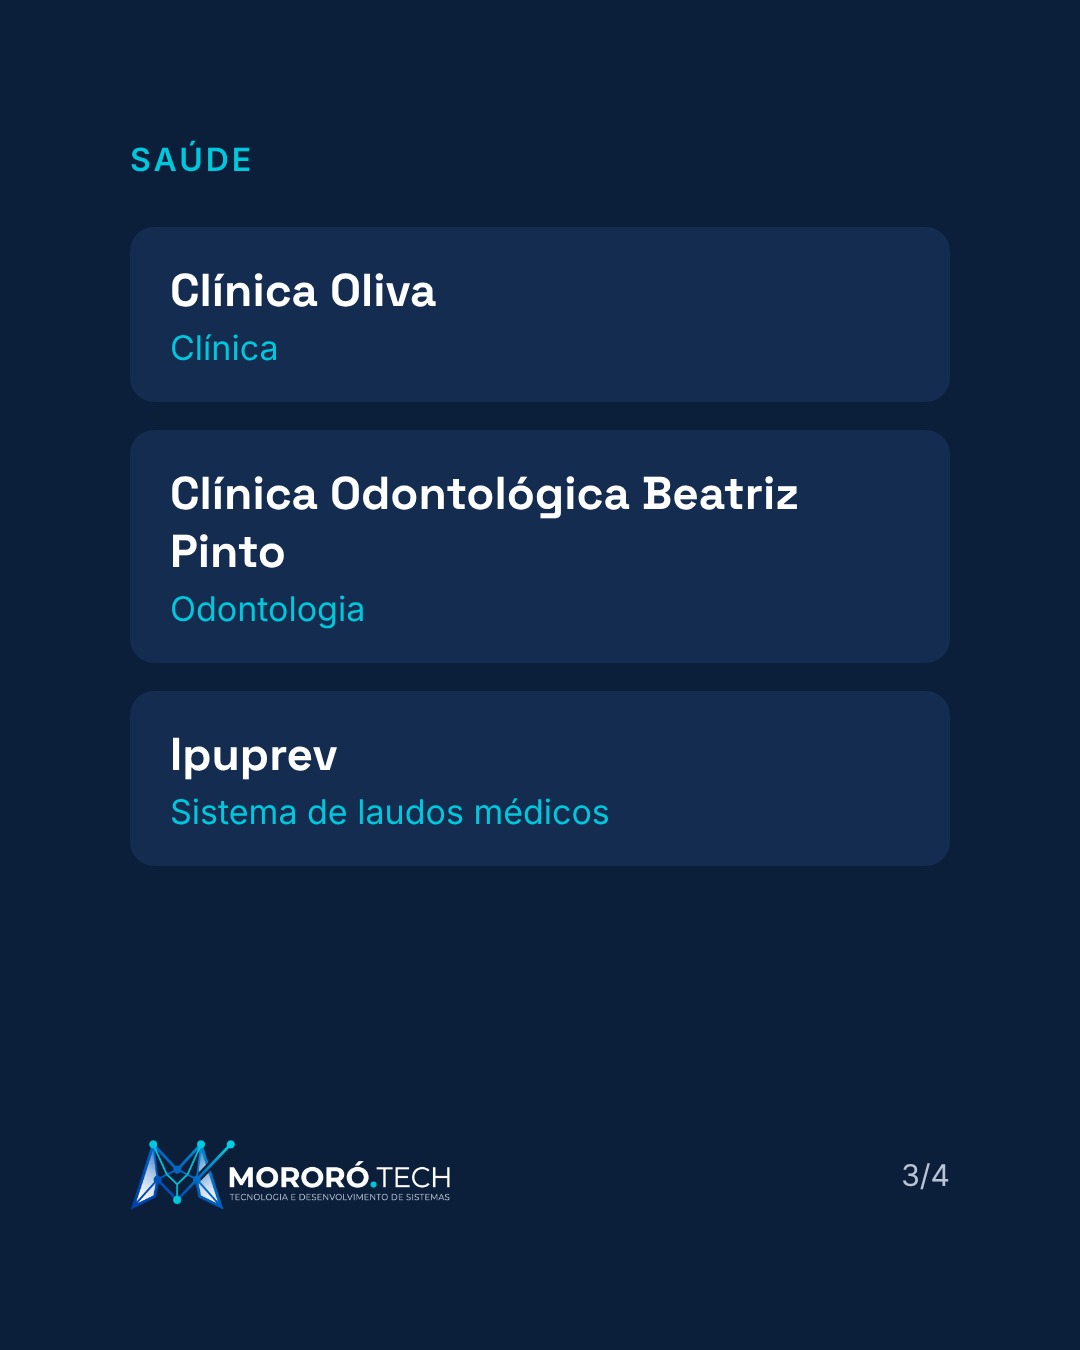 SAÚDE
Clínica Oliva
Clínica
Clínica Odontológica Beatriz
Pinto
Odontologia
Ipuprev
Sistema de laudos médicos
MORORÓ.TECH
TECNOLOGIA E DESENVOLVIMENTO DE SISTEMAS
3/4